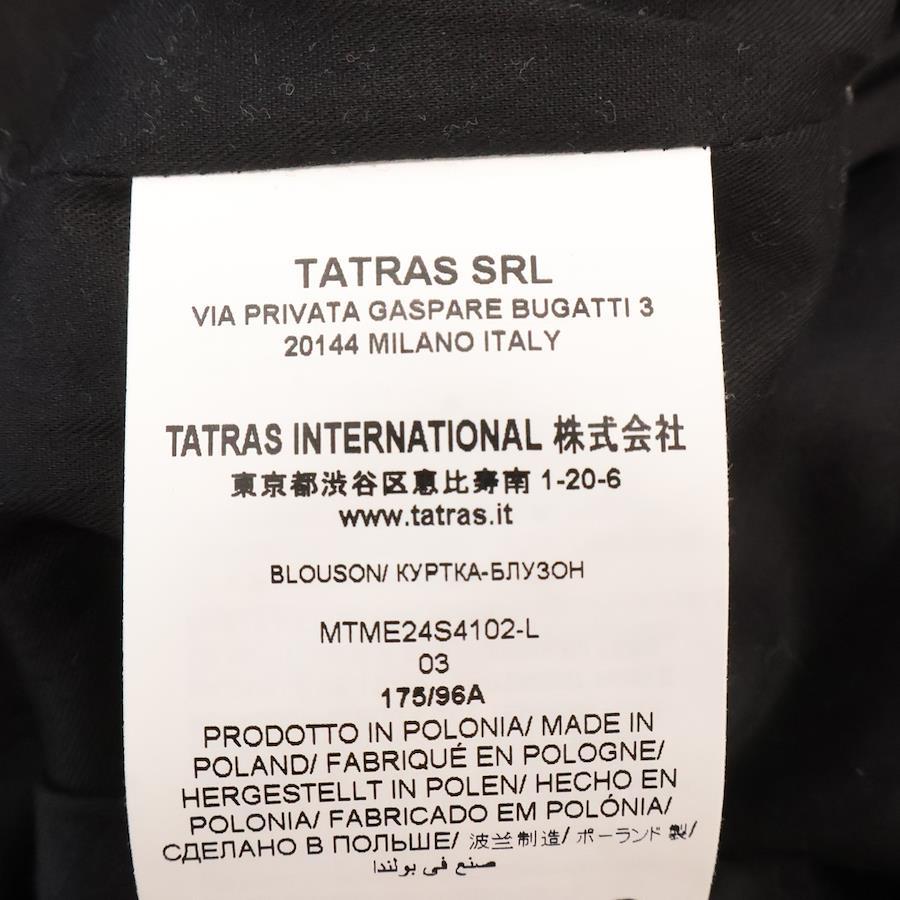 TATRAS SRL
VIA PRIVATA GASPARE BUGATTI 3
20144 MILANO ITALY
TATRAS INTERNATIONAL 株式会社
東京都渋谷区恵比寿南 1-20-6
www.tatras.it
BLOUSON/ КУРТКА-БЛУЗОН
MTME24S4102-L
03
175/96A
PRODOTTO IN POLONIA/ MADE IN
POLAND/ FABRIQUÉ EN POLOGNE/
HERGESTELLT IN POLEN/ HECHO EN
POLONIA/ FABRICADO EM POLÓNIA/
СДЕЛАНО В ПОЛЬШЕ/ 波兰制造/ ポーランド製/
صنع في بولندا